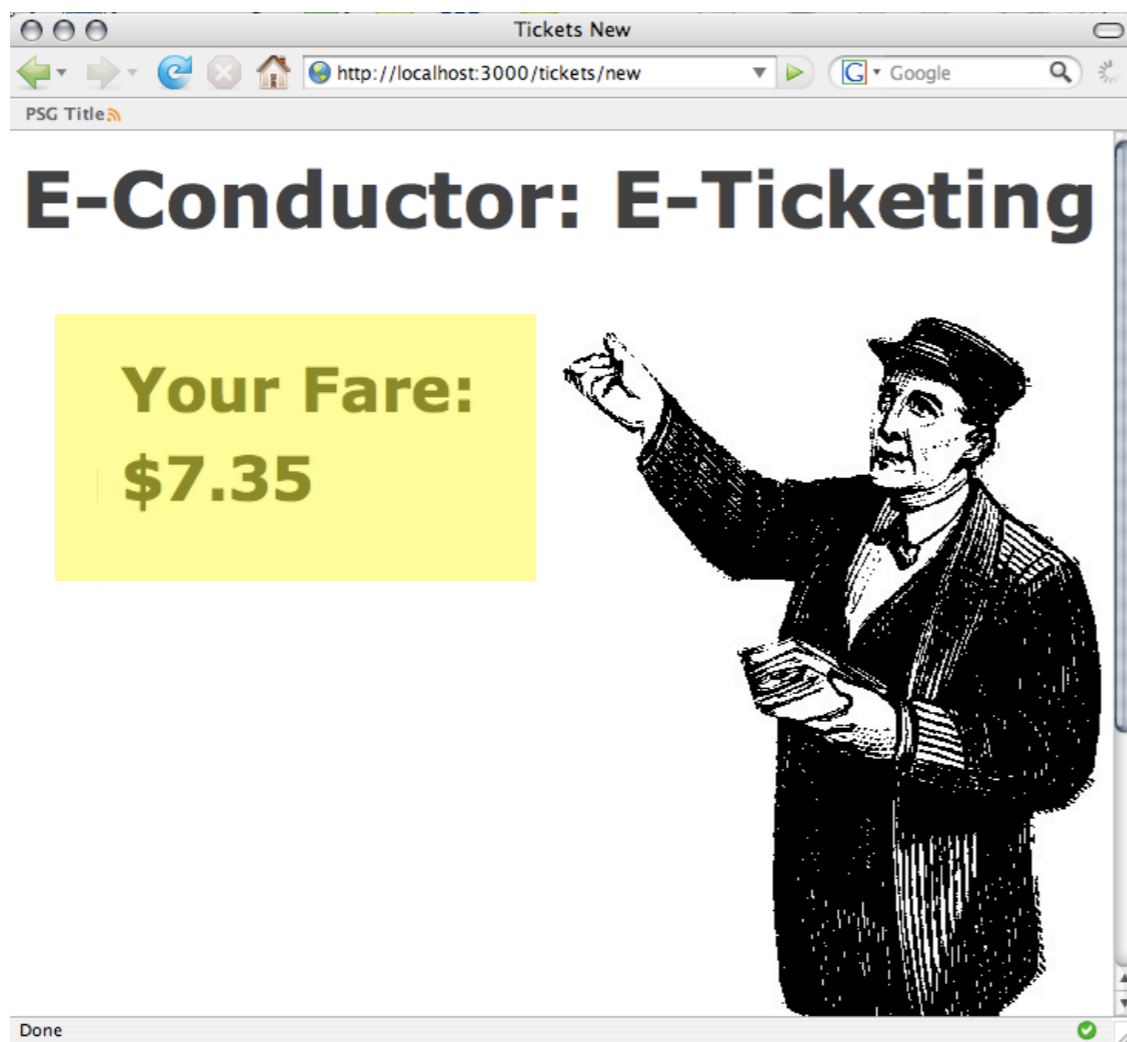 Tickets New
http://localhost:3000/tickets/new
G Google
PSG Title
E-Conductor: E-Ticketing
Your Fare:
$7.35
Done